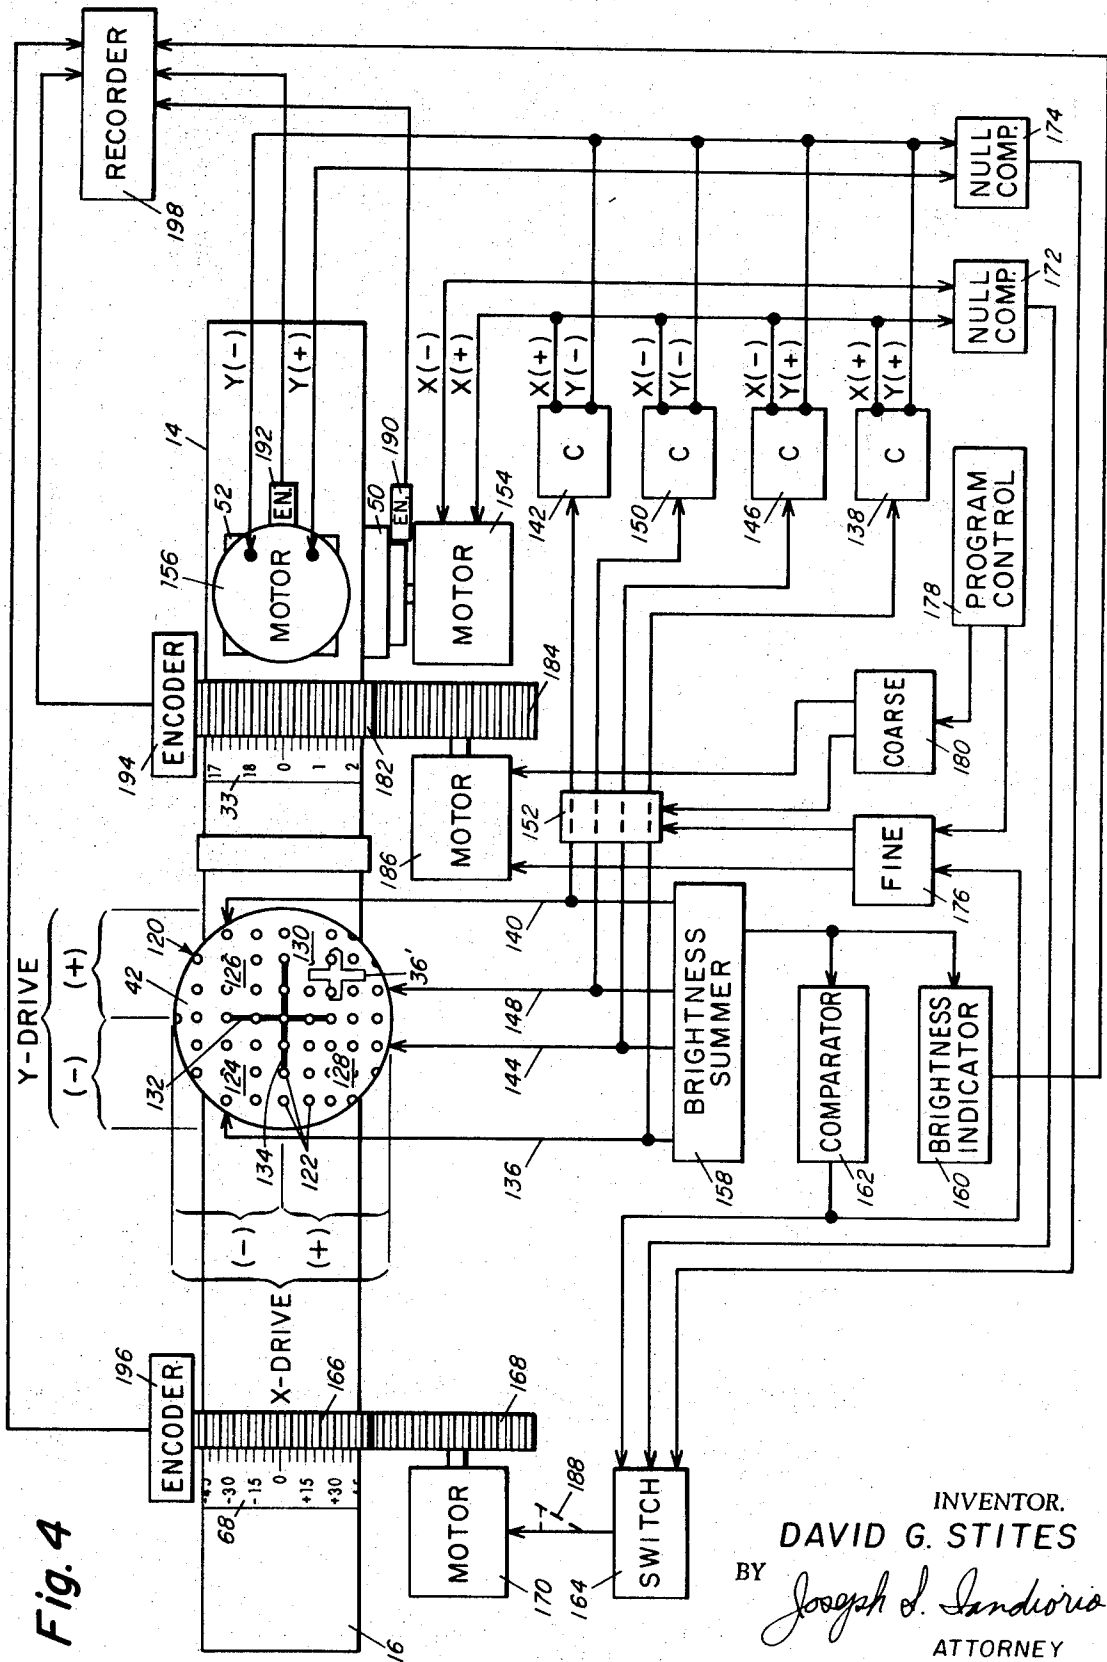 Fig. 4
RECORDER
198
Y-DRIVE
(-) (+)
14
ENCODER
194
ENCODER
196
156
MOTOR
52
EN.
192
Y(-)
Y(+)
50
EN.
190
X(-)
X(+)
MOTOR
154
17
18
0
1
2
33
182
184
MOTOR
186
42
120
124
126
128
130
132
134
122
36'
(-)
(+)
X-DRIVE
-45
-30
-15
0
+15
+30
68
166
168
16
MOTOR
170
188
SWITCH
164
136
144
148
140
152
142
C
X(+)
Y(-)
150
C
X(-)
Y(-)
146
C
X(-)
Y(+)
138
C
X(+)
Y(+)
NULL
COMP.
174
NULL
COMP.
172
PROGRAM
CONTROL
178
COARSE
180
FINE
176
BRIGHTNESS
SUMMER
158
COMPARATOR
162
BRIGHTNESS
INDICATOR
160
INVENTOR.
DAVID G. STITES
BY
Joseph S. Iandiorio
ATTORNEY